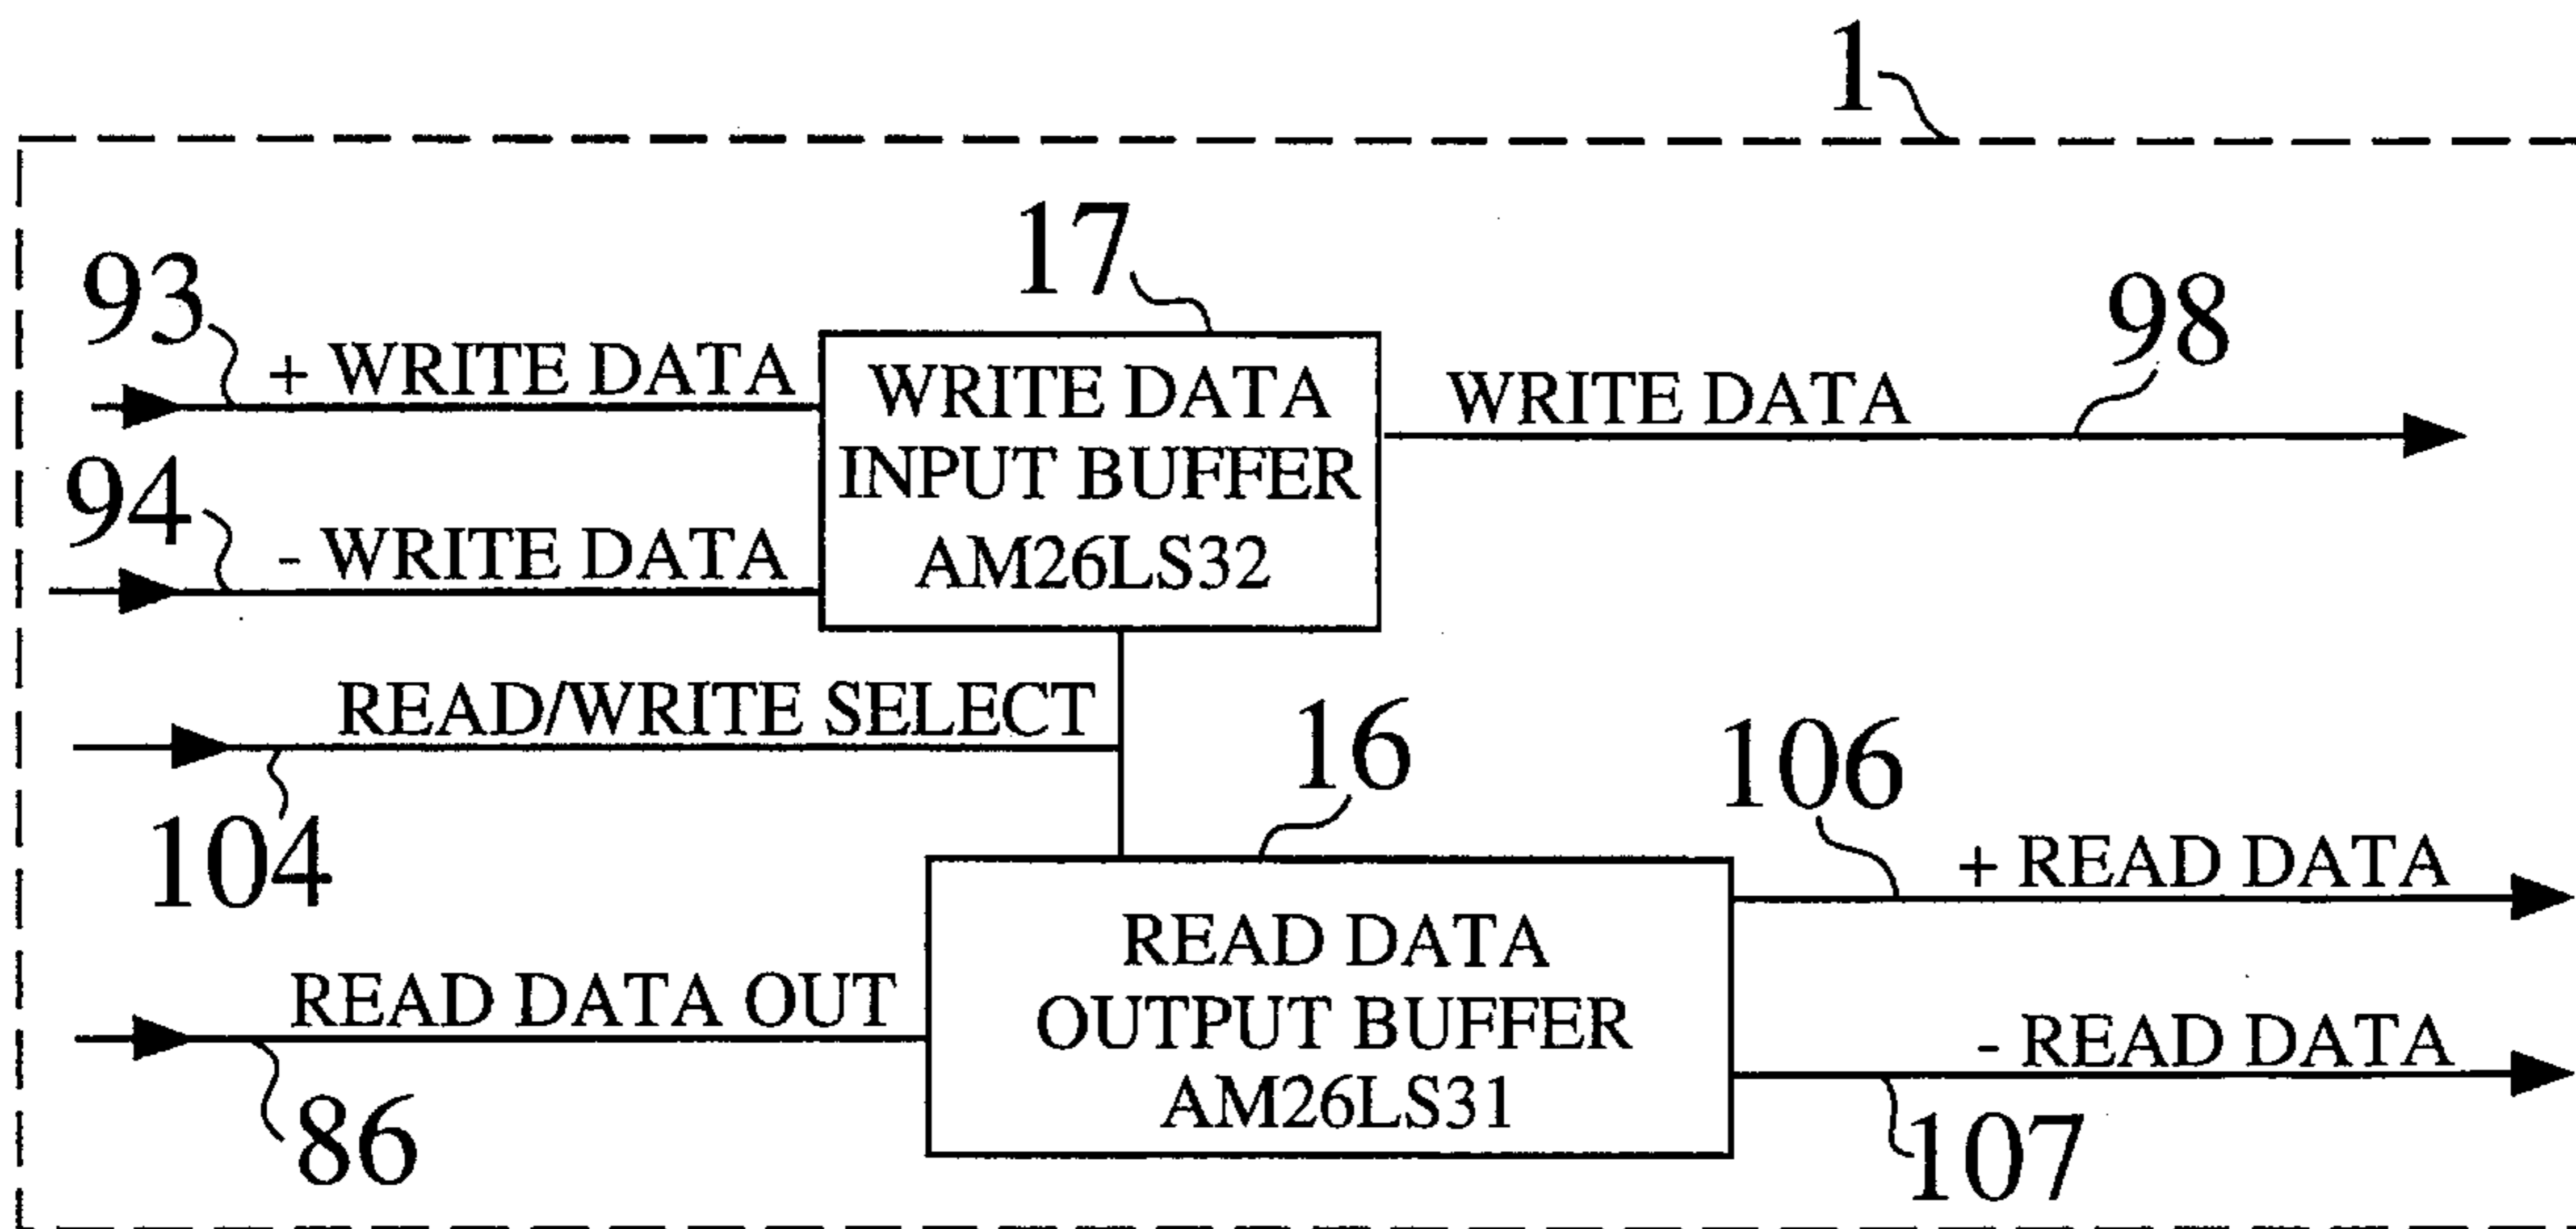 1
17
93
+ WRITE DATA
94
- WRITE DATA
WRITE DATA
INPUT BUFFER
AM26LS32
98
WRITE DATA
READ/WRITE SELECT
104
16
106
+ READ DATA
READ DATA OUT
86
READ DATA
OUTPUT BUFFER
AM26LS31
- READ DATA
107